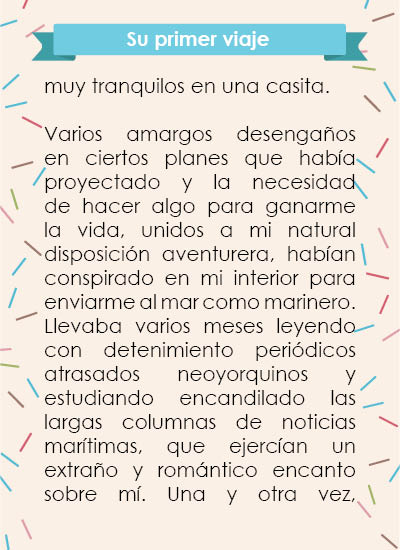 Su primer viaje
muy tranquilos en una casita.
Varios amargos desengaños
en ciertos planes que había
proyectado y la necesidad
de hacer algo para ganarme
la vida, unidos a mi natural
disposición aventurera, habían
conspirado en mi interior para
enviarme al mar como marinero.
Llevaba varios meses leyendo
con detenimiento periódicos
atrasados neoyorquinos y
estudiando encandilado las
largas columnas de noticias
marítimas, que ejercían un
extraño y romántico encanto
sobre mí. Una y otra vez,